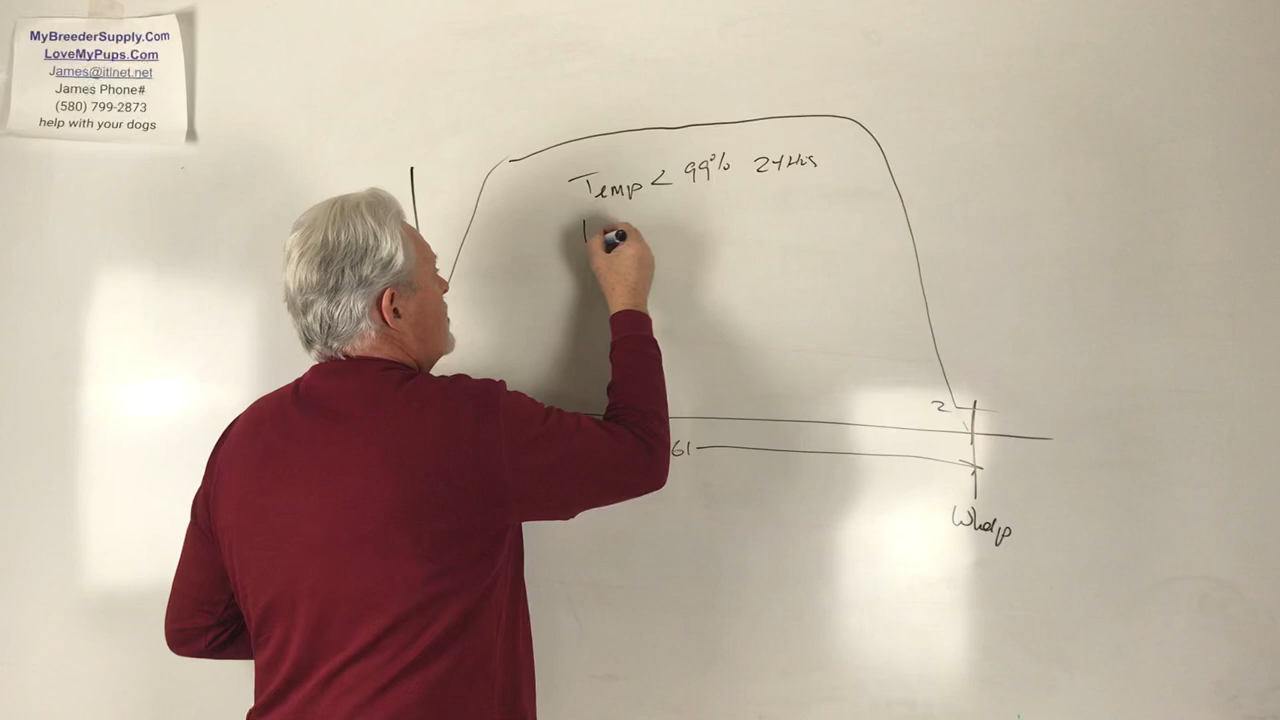 MyBreederSupply.Com
LoveMyPups.Com
James@itlnet.net
James Phone#
(580) 799-2873
help with your dogs
Temp < 99% 24Hrs
2
61
Whelp